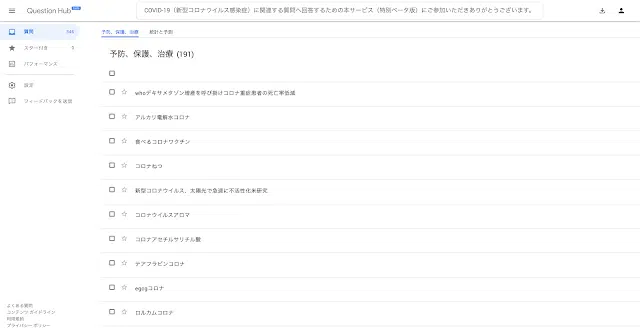 Question Hub
COVID-19（新型コロナウイルス感染症）に関連する質問へ回答するための本サービス（特別ベータ版）にご参加いただきありがとうございます。
質問
スター付き
パフォーマンス
設定
フィードバックを送信
予防、保護、治療
統計と予測
予防、保護、治療 (191)
whoデキサメタゾン増産を呼び掛けコロナ重症患者の死亡率低減
アルカリ電解水コロナ
食べるコロナワクチン
コロナねつ
新型コロナウイルス、太陽光で急速に不活性化米研究
コロナウイルスアロマ
コロナアセチルサリチル酸
テアフラビンコロナ
egcgコロナ
ロルカムコロナ
よくある質問
コンテンツ ガイドライン
利用規約
プライバシー ポリシー